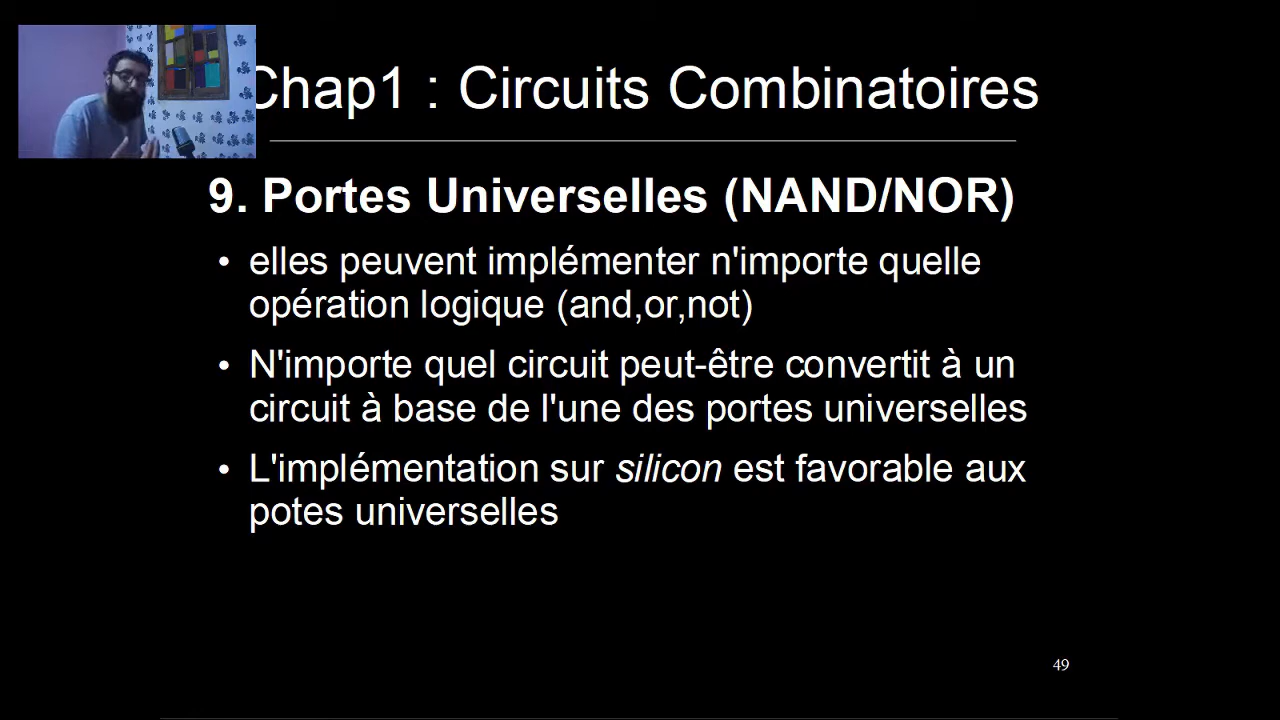 Chap1 : Circuits Combinatoires
9. Portes Universelles (NAND/NOR)
• elles peuvent implémenter n'importe quelle
opération logique (and,or,not)
• N'importe quel circuit peut-être convertit à un
circuit à base de l'une des portes universelles
• L'implémentation sur silicon est favorable aux
potes universelles
49